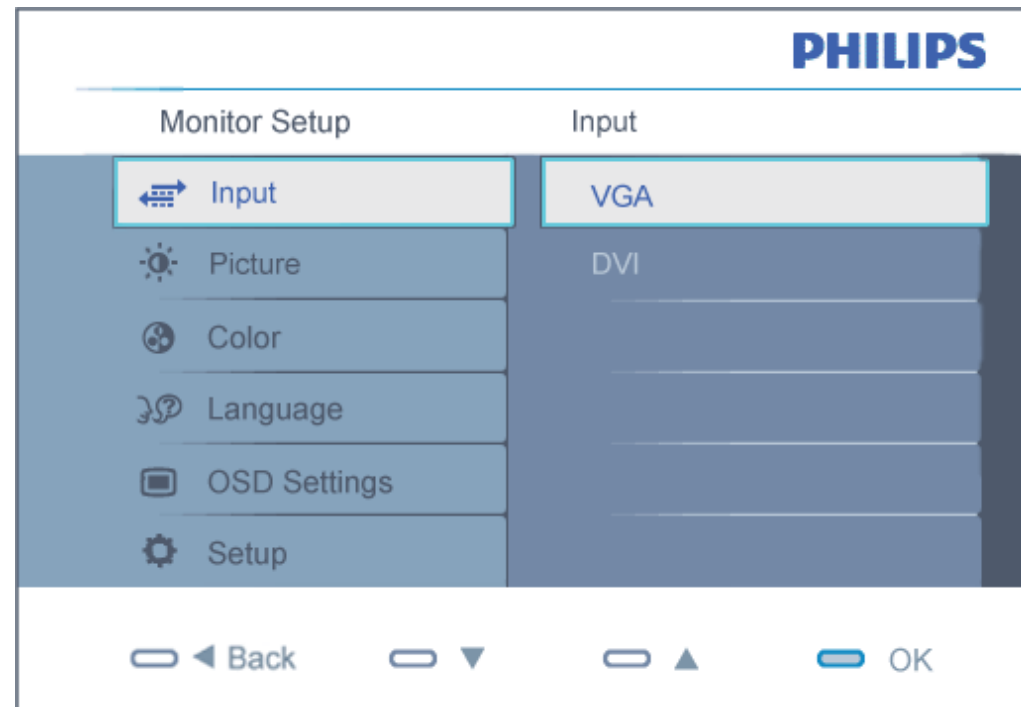 PHILIPS
Monitor Setup
Input
Input
VGA
Picture
DVI
Color
Language
OSD Settings
Setup
Back
OK